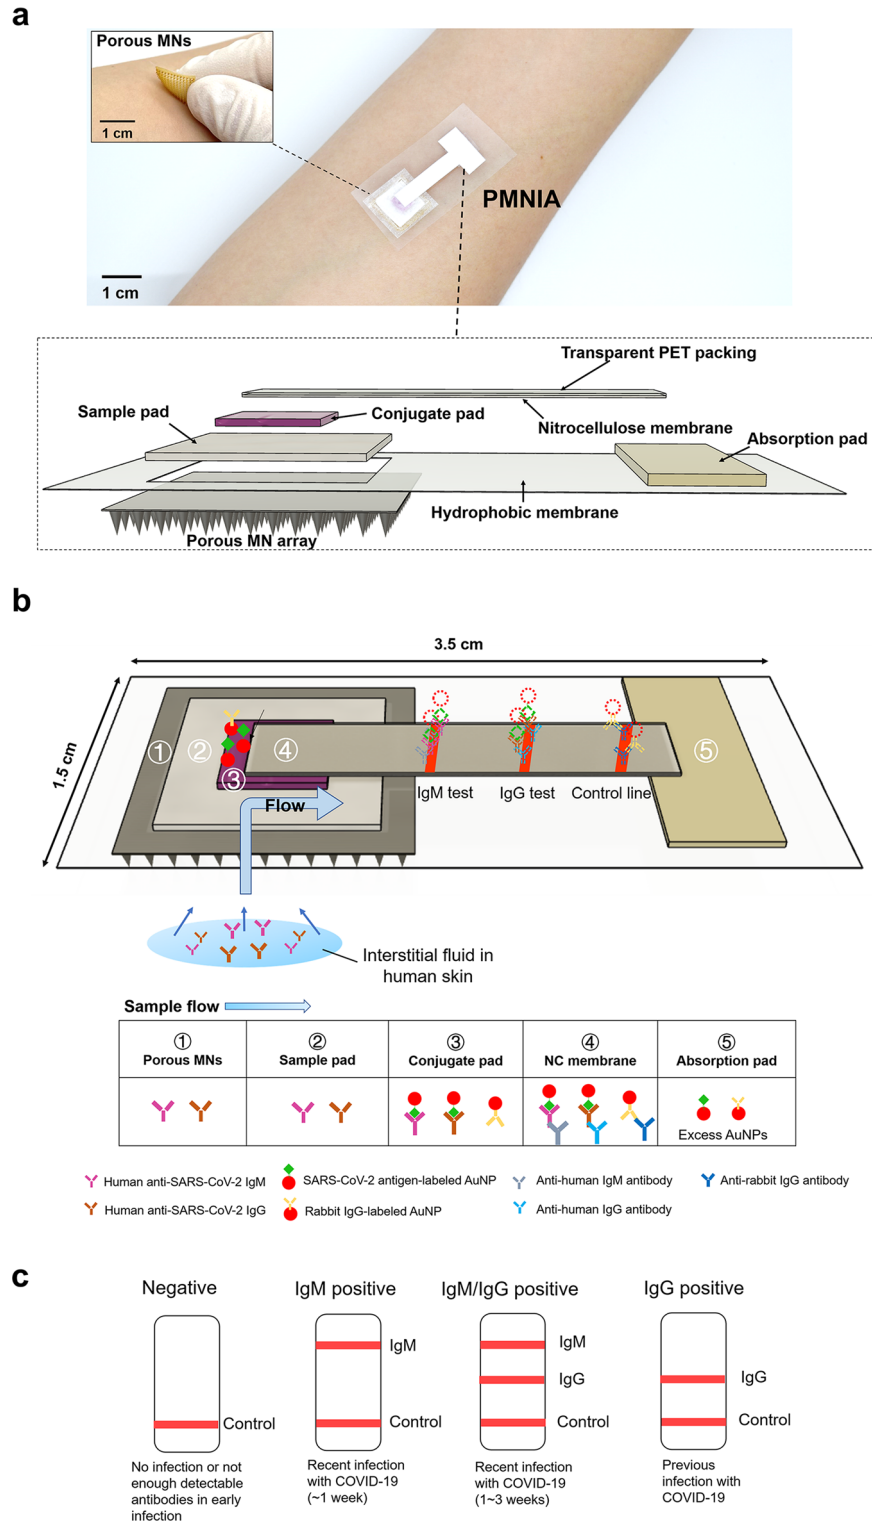 a
Porous MNs
1 cm
PMNIA
1 cm
Transparent PET packing
Sample pad
Conjugate pad
Nitrocellulose membrane
Absorption pad
Hydrophobic membrane
Porous MN array
b
3.5 cm
1.5 cm
① ② ③ ④ ⑤
IgM test IgG test Control line
Flow
Interstitial fluid in
human skin
Sample flow
① ② ③ ④ ⑤
Porous MNs Sample pad Conjugate pad NC membrane Absorption pad
Excess AuNPs
Human anti-SARS-CoV-2 IgM SARS-CoV-2 antigen-labeled AuNP Anti-human IgM antibody Anti-rabbit IgG antibody
Human anti-SARS-CoV-2 IgG Rabbit IgG-labeled AuNP Anti-human IgG antibody
c
Negative IgM positive IgM/IgG positive IgG positive
IgM IgM
IgG IgG
Control Control Control Control
No infection or not
enough detectable
antibodies in early
infection
Recent infection
with COVID-19
(~1 week)
Recent infection
with COVID-19
(1~3 weeks)
Previous
infection with
COVID-19